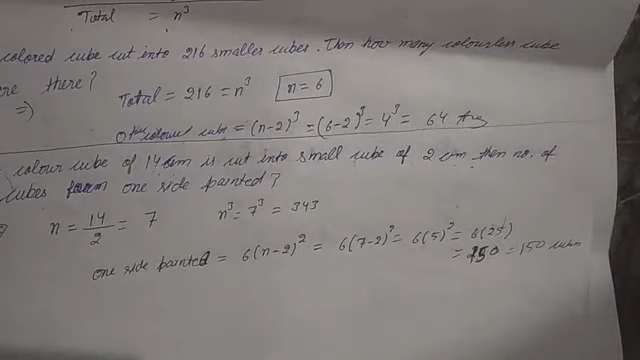 Total = n³
colored cube cut into 216 smaller cubes. Then how many colourless cube
are there?
⇒) Total = 216 = n³ n = 6
colour cube = (n-2)³ = (6-2)³ = 4³ = 64 Ans
colour cube of 14 cm is cut into small cube of 2 cm then no. of
cubes form one side painted?
n = 14/2 = 7 n³ = 7³ = 343
one side painted = 6(n-2)² = 6(7-2)² = 6(5)² = 6(25)
= 150 = 150 cubes